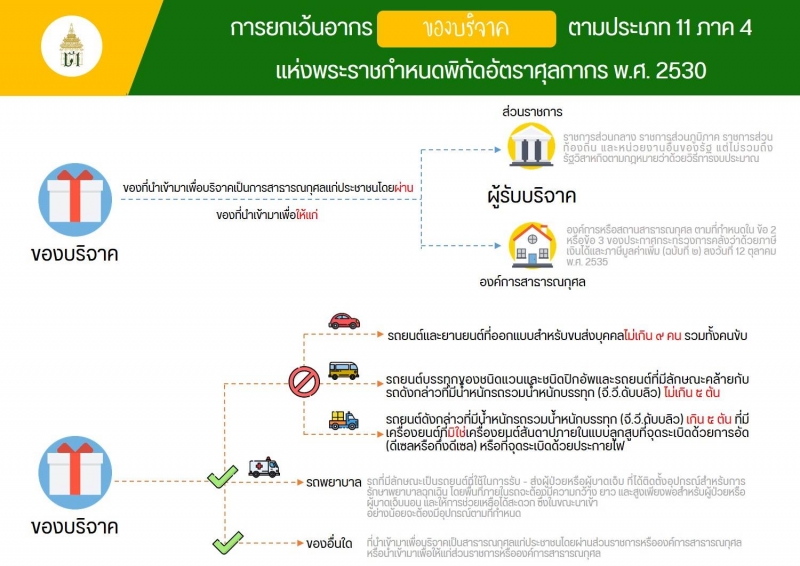 การยกเว้นอากร ของบริจาค ตามประเภท 11 ภาค 4
แห่งพระราชกำหนดพิกัดอัตราศุลกากร พ.ศ. 2530
ส่วนราชการ
ราชการส่วนกลาง ราชการส่วนภูมิภาค ราชการส่วน
ท้องถิ่น และหน่วยงานอื่นของรัฐ แต่ไม่รวมถึง
รัฐวิสาหกิจตามกฎหมายว่าด้วยวิธีการงบประมาณ
ของที่นำเข้ามาเพื่อบริจาคเป็นการสาธารณกุศลแก่ประชาชนโดยผ่าน
ของที่นำเข้ามาเพื่อให้แก่
ผู้รับบริจาค
ของบริจาค
องค์การหรือสถานสาธารณกุศล ตามที่กำหนดใน ข้อ 2
หรือข้อ 3 ของประกาศกระทรวงการคลังว่าด้วยภาษี
เงินได้และภาษีมูลค่าเพิ่ม (ฉบับที่ ๒) ลงวันที่ 12 ตุลาคม
พ.ศ. 2535
องค์การสาธารณกุศล
รถยนต์และยานยนต์ที่ออกแบบสำหรับขนส่งบุคคลไม่เกิน ๙ คน รวมทั้งคนขับ
รถยนต์บรรทุกของชนิดแวนและชนิดปิกอัพและรถยนต์ที่มีลักษณะคล้ายกับ
รถดังกล่าวที่มีน้ำหนักรถรวมน้ำหนักบรรทุก (จี.วี.ดับบลิว) ไม่เกิน ๕ ตัน
รถยนต์ดังกล่าวที่มีน้ำหนักรถรวมน้ำหนักบรรทุก (จี.วี.ดับบลิว) เกิน ๕ ตัน ที่มี
เครื่องยนต์ที่มิใช่เครื่องยนต์สันดาปภายในแบบลูกสูบที่จุดระเบิดด้วยการอัด
(ดีเซลหรือกึ่งดีเซล) หรือที่จุดระเบิดด้วยประกายไฟ
ของบริจาค
รถพยาบาล
รถที่มีลักษณะเป็นรถยนต์ที่ใช้ในการรับ - ส่งผู้ป่วยหรือผู้บาดเจ็บ ที่ได้ติดตั้งอุปกรณ์สำหรับการ
รักษาพยาบาลฉุกเฉิน โดยพื้นที่ภายในรถจะต้องมีความกว้าง ยาว และสูงเพียงพอสำหรับผู้ป่วยหรือ
ผู้บาดเจ็บนอน และให้การช่วยเหลือได้สะดวก ซึ่งในขณะนำเข้า
อย่างน้อยจะต้องมีอุปกรณ์ตามที่กำหนด
ของอื่นใด
ที่นำเข้ามาเพื่อบริจาคเป็นสาธารณกุศลแก่ประชาชนโดยผ่านส่วนราชการหรือองค์การสาธารณกุศล
หรือนำเข้ามาเพื่อให้แก่ส่วนราชการหรือองค์การสาธารณกุศล